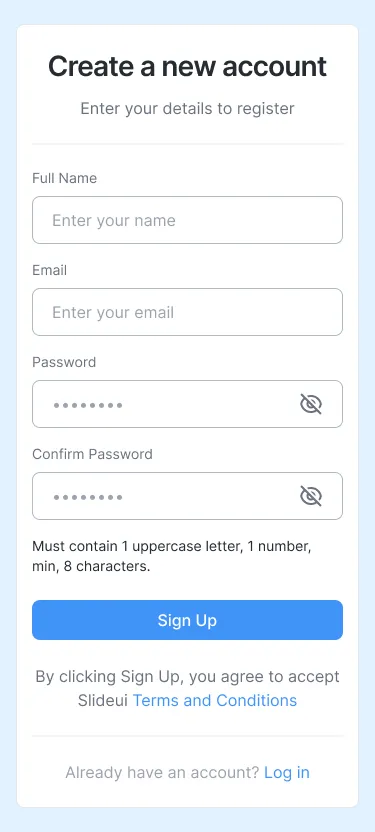 Create a new account
Enter your details to register
Full Name
Enter your name
Email
Enter your email
Password
Confirm Password
Must contain 1 uppercase letter, 1 number,
min, 8 characters.
Sign Up
By clicking Sign Up, you agree to accept
Slideui Terms and Conditions
Already have an account? Log in